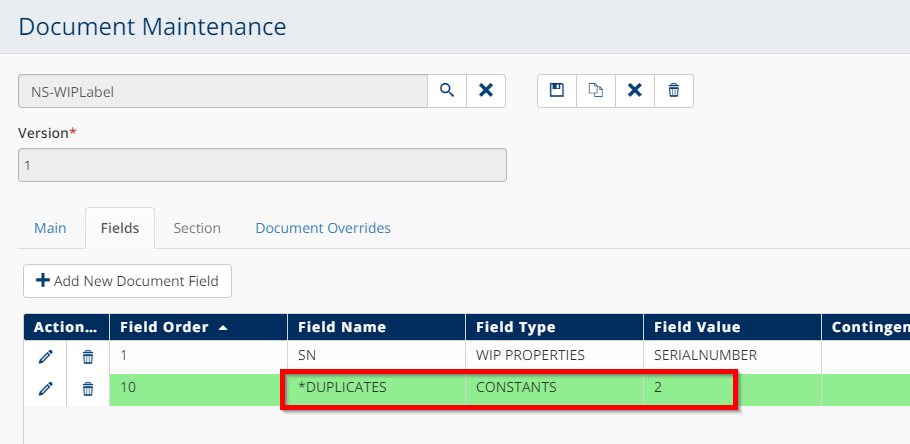 Document Maintenance
NS-WIPLabel
Version*
1
Main Fields Section Document Overrides
Add New Document Field
Action... Field Order Field Name Field Type Field Value Contingen
1 SN WIP PROPERTIES SERIALNUMBER
10 *DUPLICATES CONSTANTS 2